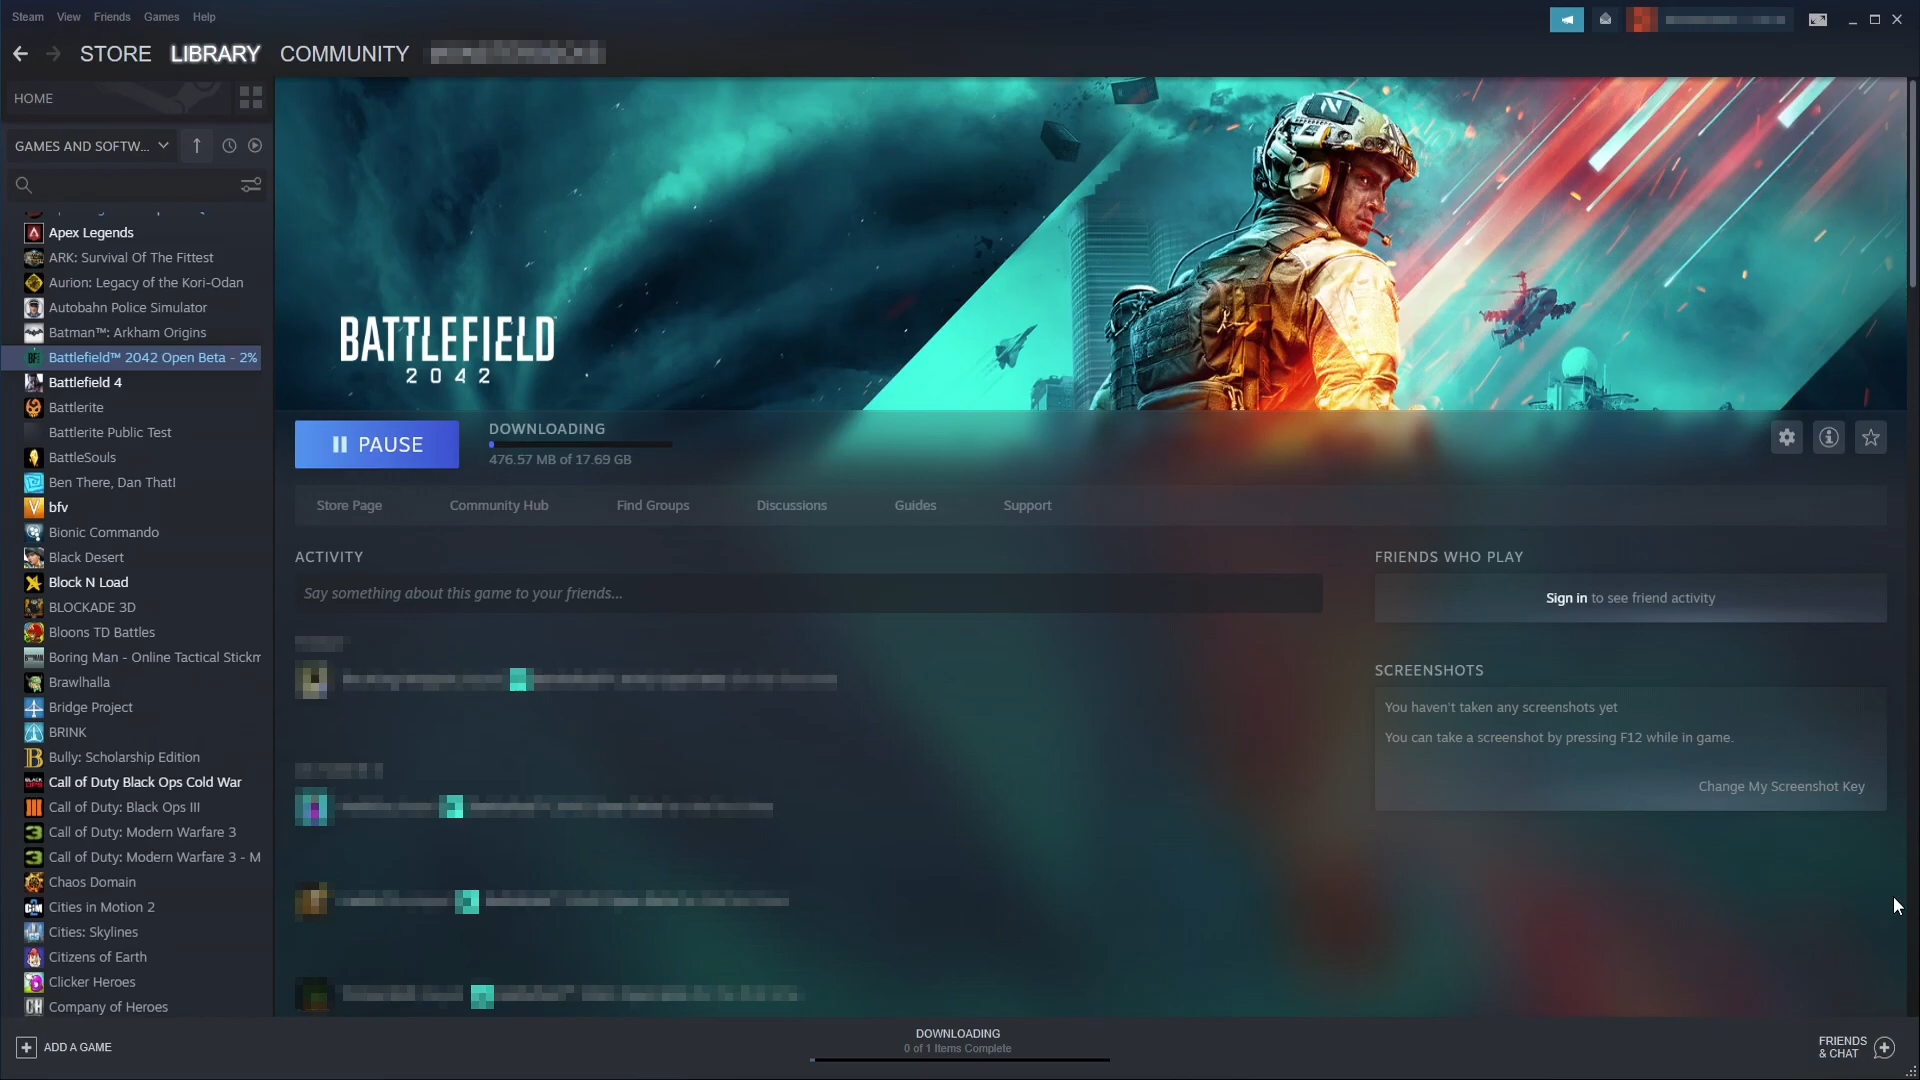 Steam View Friends Games Help
STORE LIBRARY COMMUNITY
HOME
GAMES AND SOFTW...
Apex Legends
ARK: Survival Of The Fittest
Aurion: Legacy of the Kori-Odan
Autobahn Police Simulator
Batman™: Arkham Origins
Battlefield™ 2042 Open Beta - 2%
Battlefield 4
Battlerite
Battlerite Public Test
BattleSouls
Ben There, Dan That!
bfv
Bionic Commando
Black Desert
Block N Load
BLOCKADE 3D
Bloons TD Battles
Boring Man - Online Tactical Stickm
Brawlhalla
Bridge Project
BRINK
Bully: Scholarship Edition
Call of Duty Black Ops Cold War
Call of Duty: Black Ops III
Call of Duty: Modern Warfare 3
Call of Duty: Modern Warfare 3 - M
Chaos Domain
Cities in Motion 2
Cities: Skylines
Citizens of Earth
Clicker Heroes
Company of Heroes
ADD A GAME
BATTLEFIELD
2042
PAUSE
DOWNLOADING
476.57 MB of 17.69 GB
Store Page Community Hub Find Groups Discussions Guides Support
ACTIVITY
Say something about this game to your friends...
FRIENDS WHO PLAY
Sign in to see friend activity
SCREENSHOTS
You haven't taken any screenshots yet
You can take a screenshot by pressing F12 while in game.
Change My Screenshot Key
DOWNLOADING
0 of 1 Items Complete
FRIENDS
& CHAT